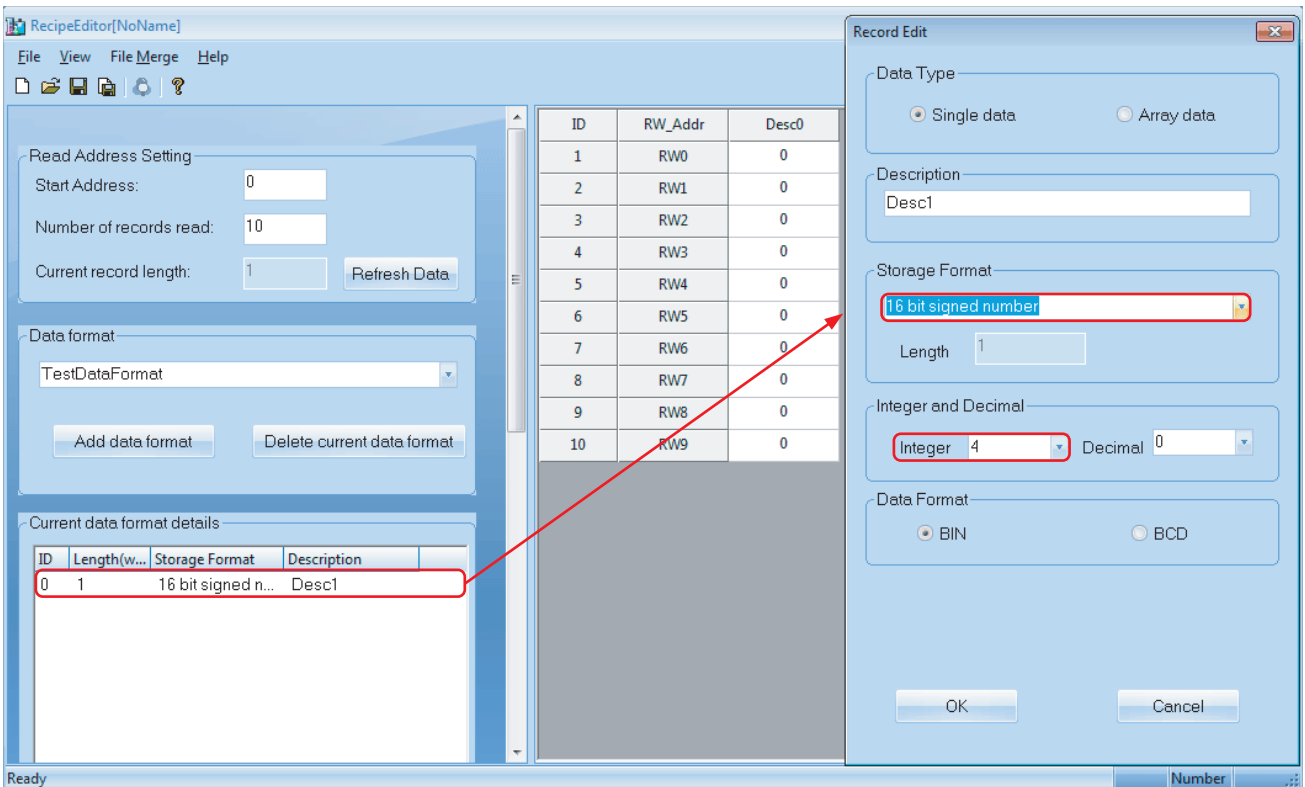 RecipeEditor[NoName]
File View File Merge Help
Read Address Setting
Start Address: 0
Number of records read: 10
Current record length: 1 Refresh Data
Data format
TestDataFormat
Add data format Delete current data format
Current data format details
ID Length(w... Storage Format Description
0 1 16 bit signed n... Desc1
ID RW_Addr Desc0
1 RW0 0
2 RW1 0
3 RW2 0
4 RW3 0
5 RW4 0
6 RW5 0
7 RW6 0
8 RW7 0
9 RW8 0
10 RW9 0
Record Edit
Data Type
Single data Array data
Description
Desc1
Storage Format
16 bit signed number
Length 1
Integer and Decimal
Integer 4 Decimal 0
Data Format
BIN BCD
OK Cancel
Ready Number